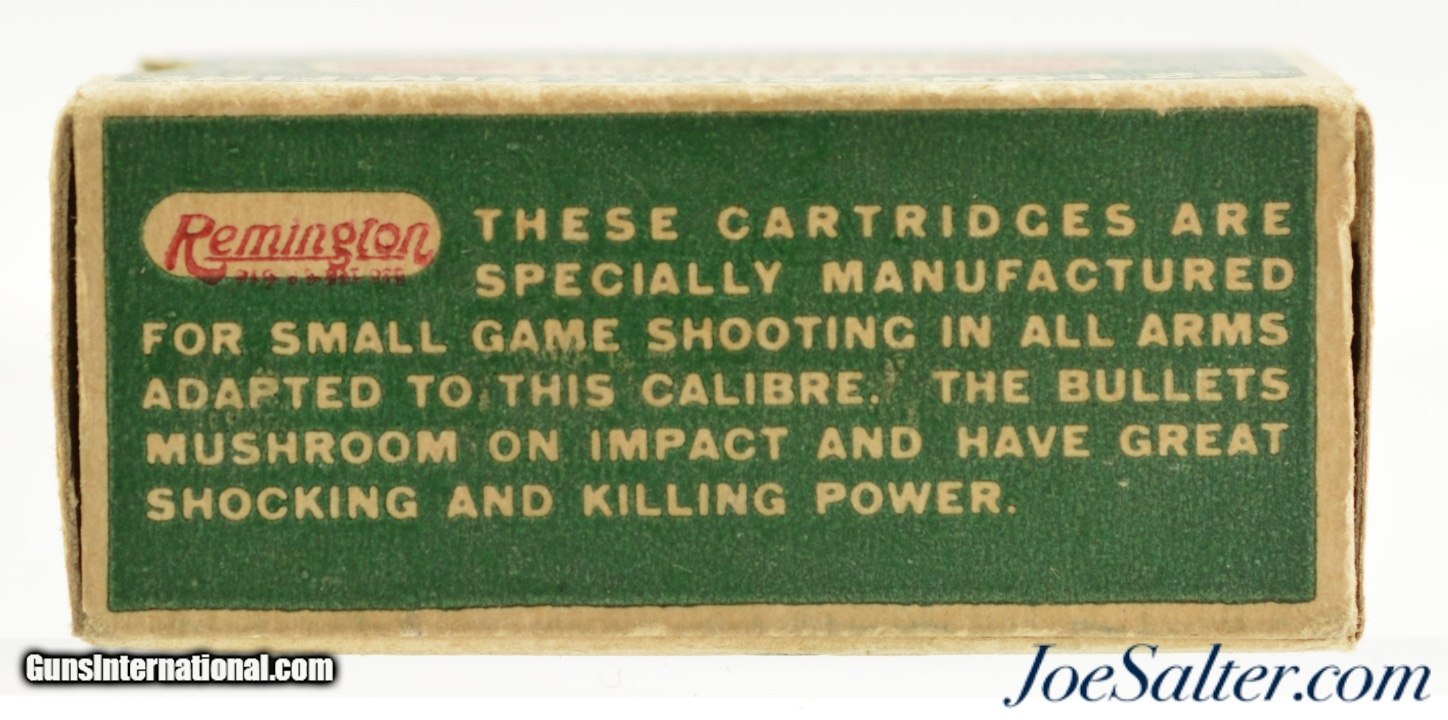 Remington
THESE CARTRIDGES ARE
SPECIALLY MANUFACTURED
FOR SMALL GAME SHOOTING IN ALL ARMS
ADAPTED TO THIS CALIBRE. THE BULLETS
MUSHROOM ON IMPACT AND HAVE GREAT
SHOCKING AND KILLING POWER.
GunsInternational.com
JoeSalter.com